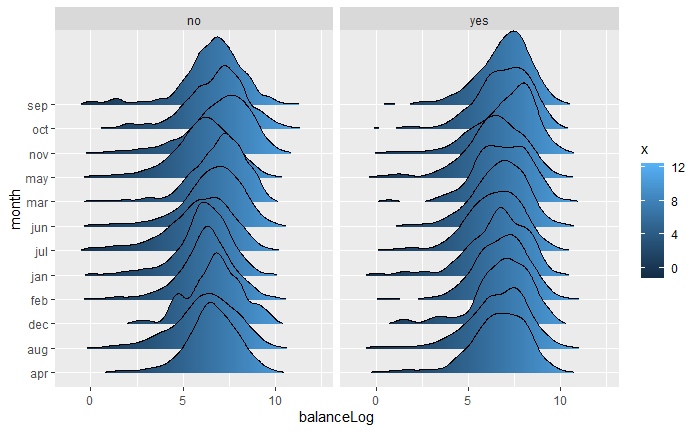 no
yes
sep
oct
nov
may
mar
jun
jul
jan
feb
dec
aug
apr
month
0
5
10
0
5
10
balanceLog
x
12
8
4
0